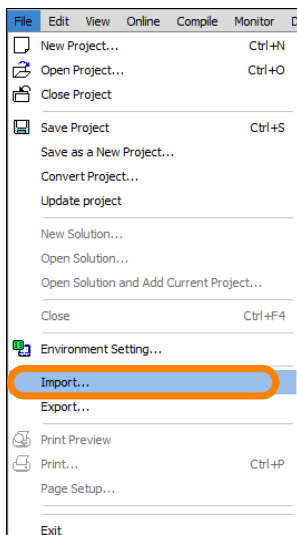 File Edit View Online Compile Monitor D
New Project... Ctrl+N
Open Project... Ctrl+O
Close Project
Save Project Ctrl+S
Save as a New Project...
Convert Project...
Update project
New Solution...
Open Solution...
Open Solution and Add Current Project...
Close Ctrl+F4
Environment Setting...
Import...
Export...
Print Preview
Print... Ctrl+P
Page Setup...
Exit